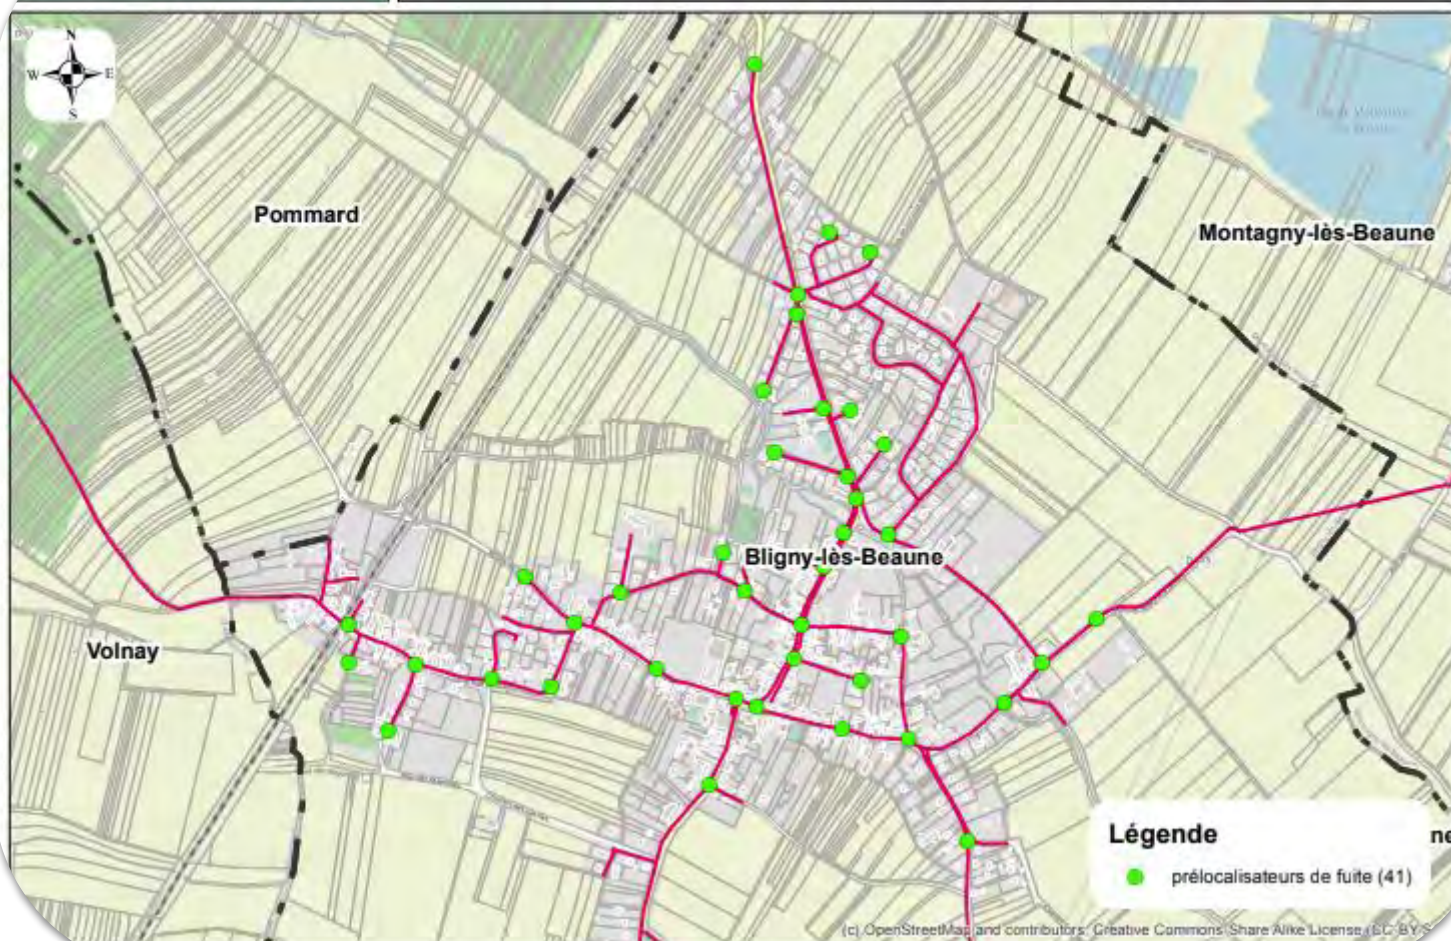 N
W E
S
Pommard
Montagny-lès-Beaune
Bligny-lès-Beaune
Volnay
Légende
ne
prélocalisateurs de fuite (41)
(c) OpenStreetMap and contributors, Creative Commons Share Alike License (CC BY S